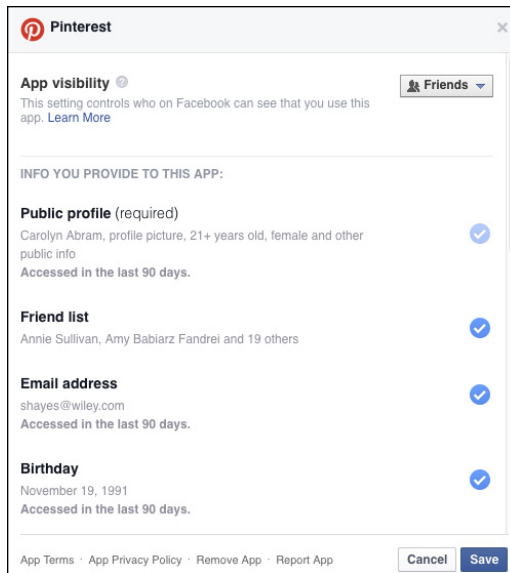 Pinterest
App visibility
Friends
This setting controls who on Facebook can see that you use this
app. Learn More
INFO YOU PROVIDE TO THIS APP:
Public profile (required)
Carolyn Abram, profile picture, 21+ years old, female and other
public info
Accessed in the last 90 days.
Friend list
Annie Sullivan, Amy Babiarz Fandrei and 19 others
Email address
shayes@wiley.com
Accessed in the last 90 days.
Birthday
November 19, 1991
Accessed in the last 90 days.
App Terms · App Privacy Policy · Remove App · Report App
Cancel
Save